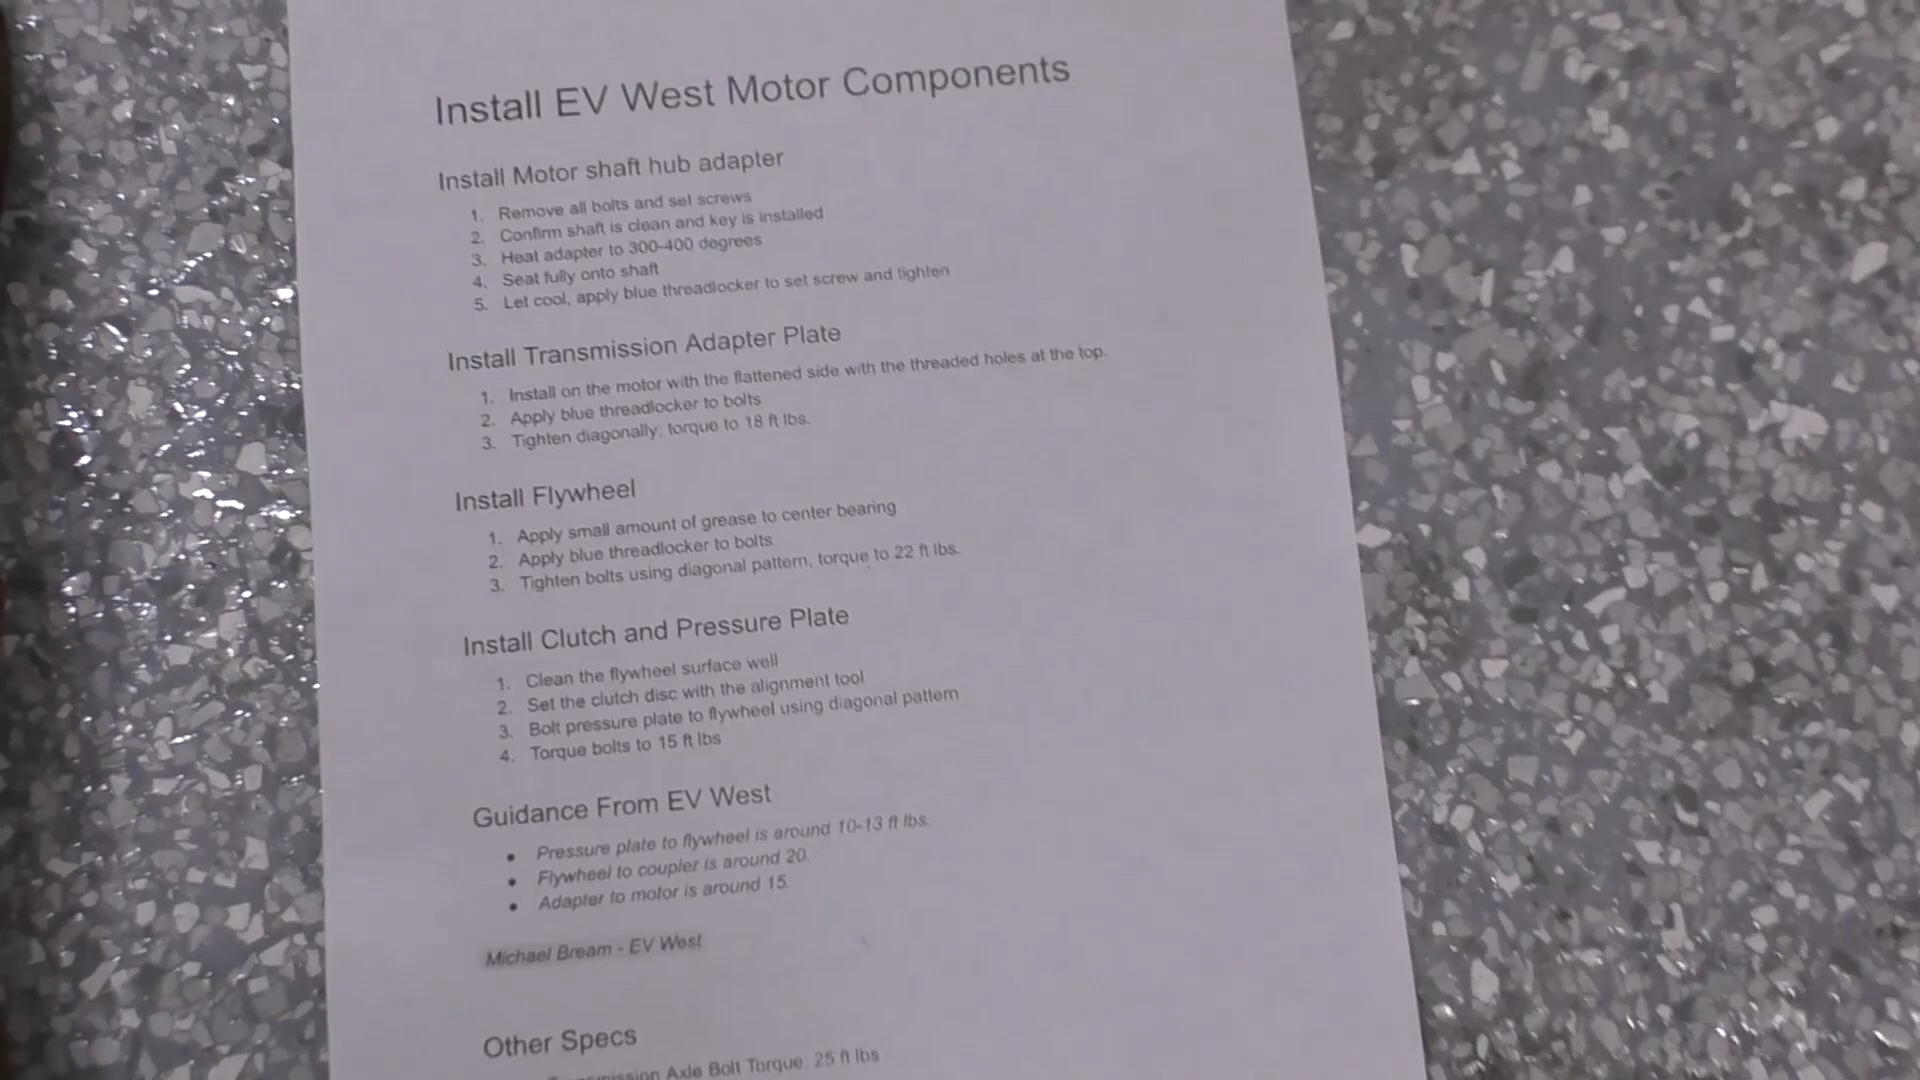 Install EV West Motor Components
Install Motor shaft hub adapter
1. Remove all bolts and set screws
2. Confirm shaft is clean and key is installed
3. Heat adapter to 300-400 degrees
4. Seat fully onto shaft
5. Let cool, apply blue threadlocker to set screw and tighten
Install Transmission Adapter Plate
1. Install on the motor with the flattened side with the threaded holes at the top.
2. Apply blue threadlocker to bolts
3. Tighten diagonally; torque to 18 ft lbs.
Install Flywheel
1. Apply small amount of grease to center bearing
2. Apply blue threadlocker to bolts
3. Tighten bolts using diagonal pattern, torque to 22 ft lbs.
Install Clutch and Pressure Plate
1. Clean the flywheel surface well
2. Set the clutch disc with the alignment tool
3. Bolt pressure plate to flywheel using diagonal pattern
4. Torque bolts to 15 ft lbs
Guidance From EV West
• Pressure plate to flywheel is around 10-13 ft lbs.
• Flywheel to coupler is around 20.
• Adapter to motor is around 15.
Michael Bream - EV West
Other Specs
Axle Bolt Torque: 25 ft lbs